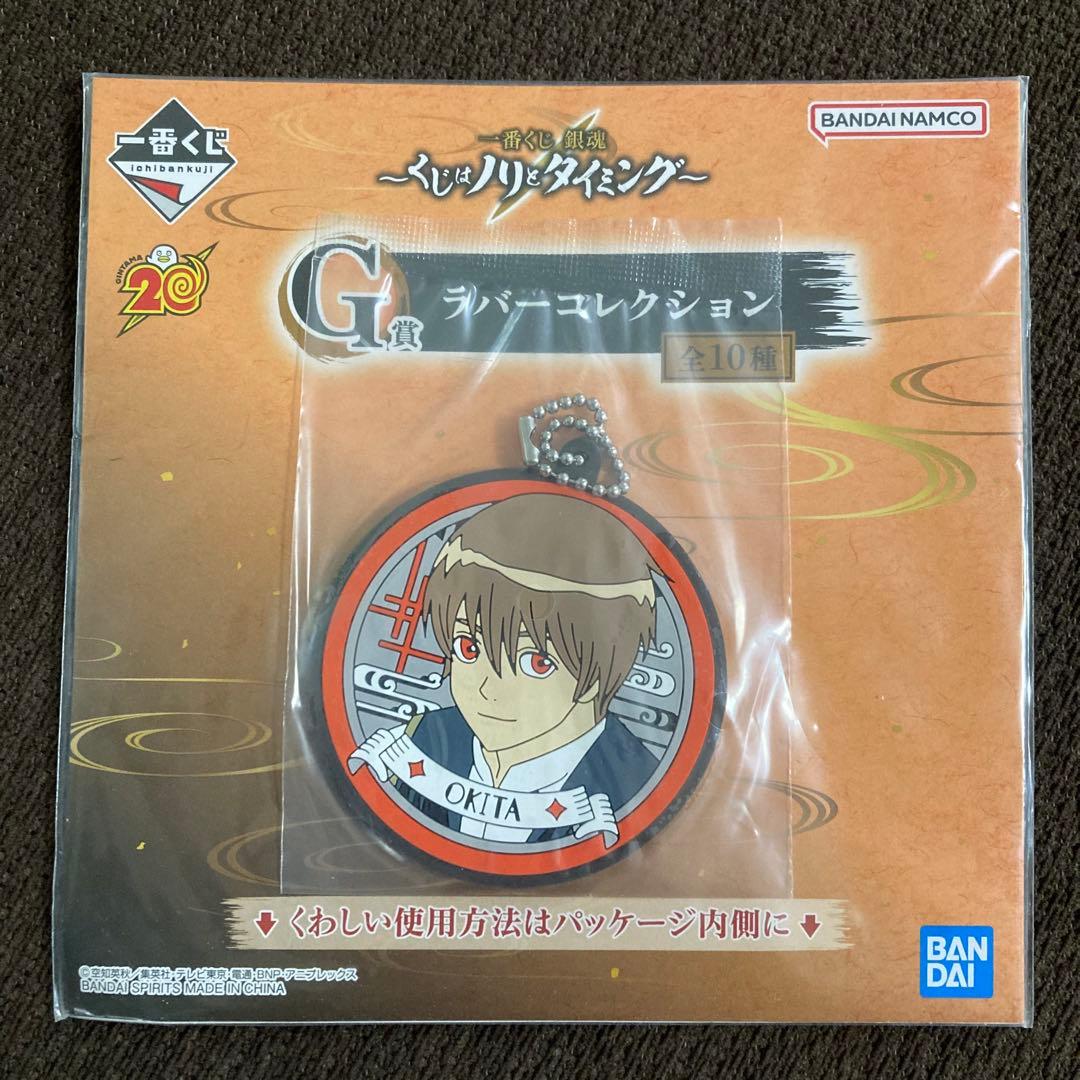 一番くじ
ichibankuji
一番くじ 銀魂
～くじはノリとタイミング～
BANDAI NAMCO
GINTAMA
20
G賞
ラバーコレクション
全10種
OKITA
くわしい使用方法はパッケージ内側に
©空知英秋／集英社・テレビ東京・電通・BNP・アニプレックス
BANDAI SPIRITS MADE IN CHINA
BAN
DAI